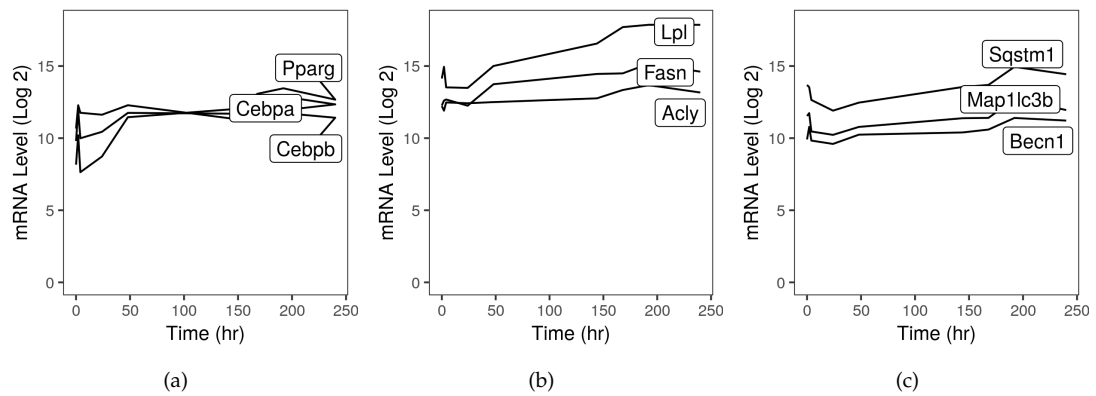 mRNA Level (Log 2)
15
10
5
0
Pparg
Cebpa
Cebpb
0 50 100 150 200 250
Time (hr)
(a)
mRNA Level (Log 2)
15
10
5
0
Lpl
Fasn
Acly
0 50 100 150 200 250
Time (hr)
(b)
mRNA Level (Log 2)
15
10
5
0
Sqstm1
Map1lc3b
Becn1
0 50 100 150 200 250
Time (hr)
(c)